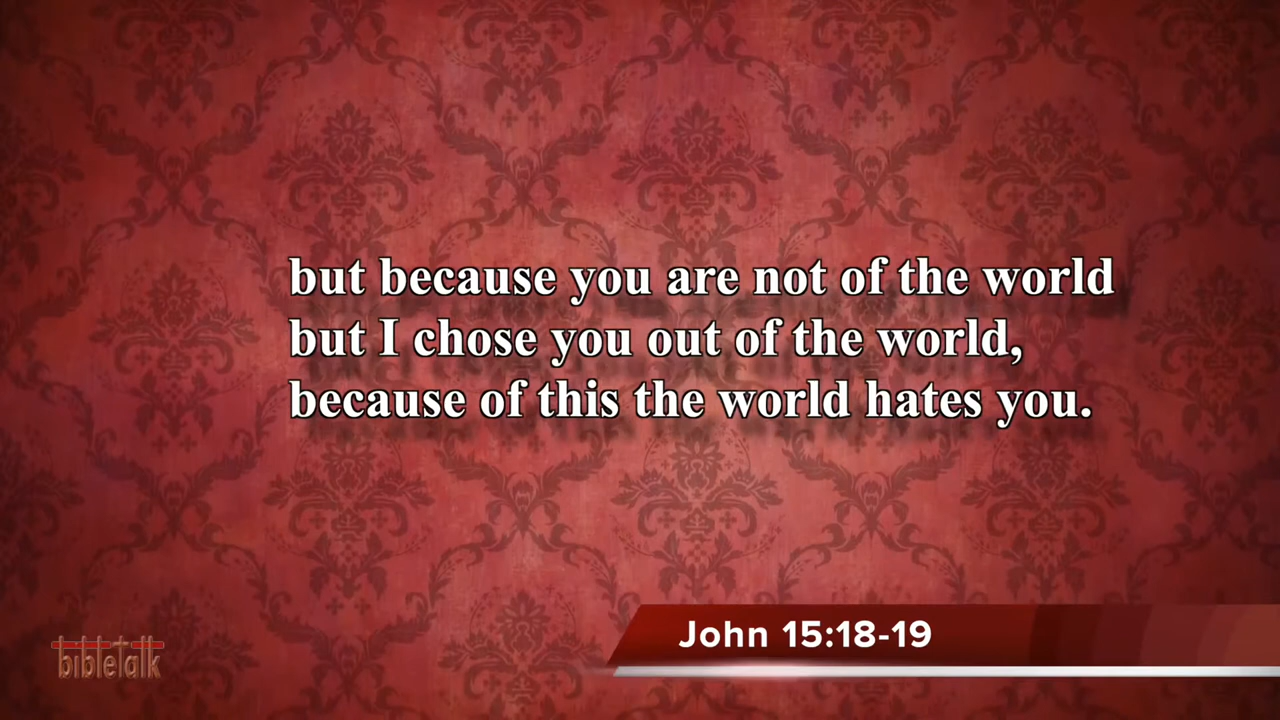 but because you are not of the world
but I chose you out of the world,
because of this the world hates you.
John 15:18-19
bibletalk